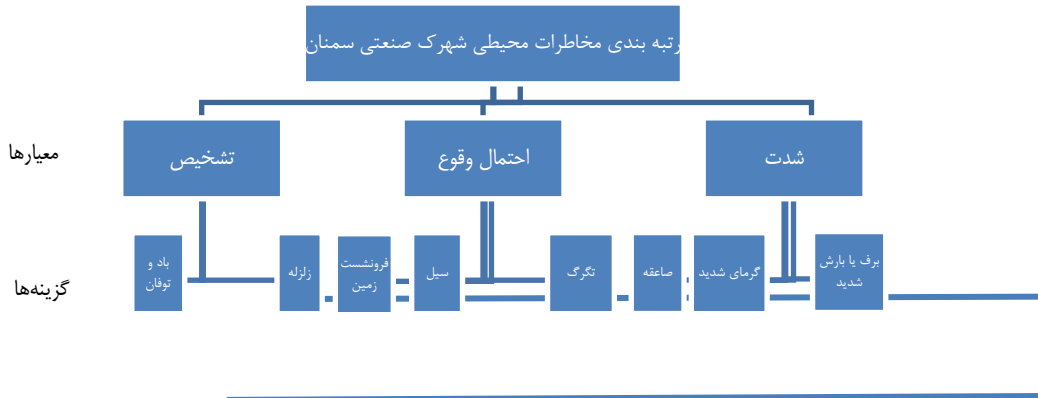 رتبه بندی مخاطرات محیطی شهرک صنعتی سمنان
معیارها
شدت
احتمال وقوع
تشخیص
گزینه‌ها
برف یا بارش
شدید
گرمای شدید
صاعقه
تگرگ
سیل
فرونشست
زمین
زلزله
باد و
توفان